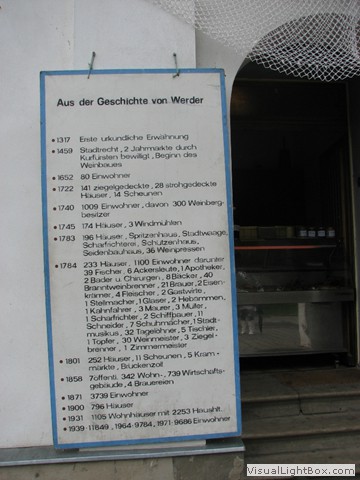 Aus der Geschichte von Werder
• 1317 Erste urkundliche Erwähnung
• 1459 Stadtrecht, 2 Jahrmarkte durch
Kurfürsten bewilligt, Beginn des
Weinbaues
1652 80 Einwohner
• 1722 141 ziegelgedeckte, 28 strohgedeckte
Häuser, 14 Scheunen
• 1740 1009 Einwohner, davon 300 Weinberg-
besitzer
• 1745 174 Häuser, 3 Windmühlen
• 1783 196 Häuser, Spritzenhaus, Stadtwaage,
Scharfrichterei, Schutzenhaus,
Seidenbauhaus, 36 Weinpressen
• 1784 233 Häuser, 1100 Einwohner darunter
39 Fischer, 6 Ackersleute, 1 Apotheker,
2 Bader u. Chirurgen, 8 Bäcker, 40
Branntweinbrenner, 21 Brauer, 2 Eisen-
krämer, 4 Fleischer, 2 Gastwirte,
1 Stellmacher, 1 Glaser, 2 Hebammen,
1 Kahnfahrer, 3 Maurer, 3 Müller,
1 Scharfrichter, 2 Schiffbauer, 11
Schneider, 7 Schuhmacher, 1 Stadt-
musikus, 32 Tagelöhner, 5 Tischler,
1 Töpfer, 30 Weinmeister, 3 Ziegel-
brenner, 1 Zimmermeister
• 1801 252 Häuser, 11 Scheunen, 5 Kram-
märkte, Brückenzoll
• 1858 7 öffentl. 342 Wohn-, 739 Wirtschafts-
gebäude, 4 Brauereien
• 1871 3739 Einwohner
• 1900 796 Häuser
• 1931 1105 Wohnhäuser mit 2253 Haushlt.
• 1939 · 11849, 1964 · 9784, 1971 · 9686 Einwohner
VisualLightBox.com